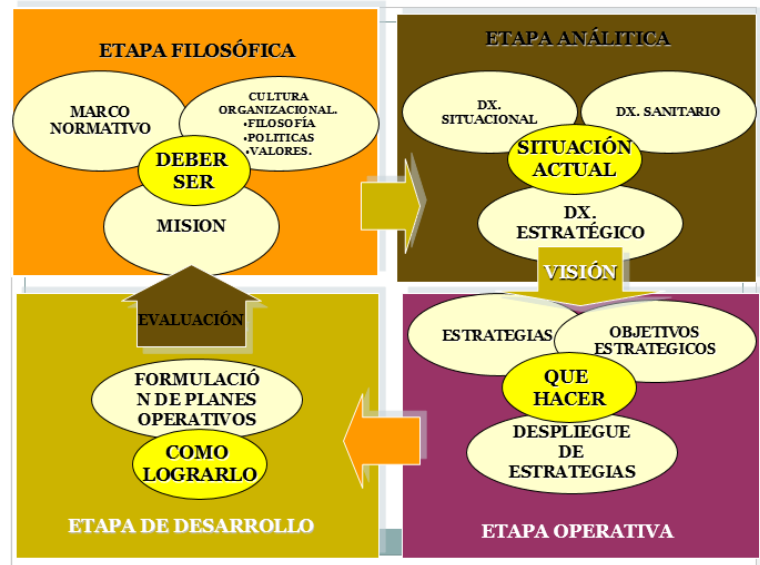 ETAPA FILOSÓFICA
MARCO
NORMATIVO
CULTURA
ORGANIZACIONAL.
•FILOSOFÍA
•POLITICAS
•VALORES.
DEBER
SER
MISION
ETAPA ANÁLITICA
DX.
SITUACIONAL
DX. SANITARIO
SITUACIÓN
ACTUAL
DX.
ESTRATÉGICO
VISIÓN
ESTRATEGIAS
OBJETIVOS
ESTRATEGICOS
QUE
HACER
DESPLIEGUE
DE
ESTRATEGIAS
ETAPA OPERATIVA
EVALUACIÓN
FORMULACIÓ
N DE PLANES
OPERATIVOS
COMO
LOGRARLO
ETAPA DE DESARROLLO